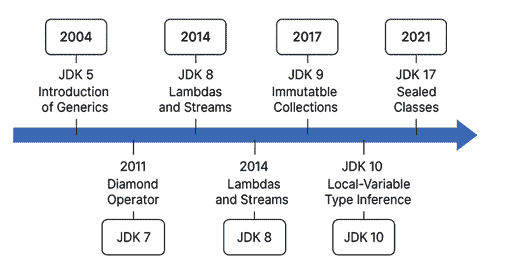 2004
JDK 5
Introduction
of Generics
2014
JDK 8
Lambdas
and Streams
2017
JDK 9
Immutatble
Collections
2021
JDK 17
Sealed
Classes
2011
Diamond
Operator
JDK 7
2014
Lambdas
and Streams
JDK 8
JDK 10
Local-Variable
Type Inference
JDK 10